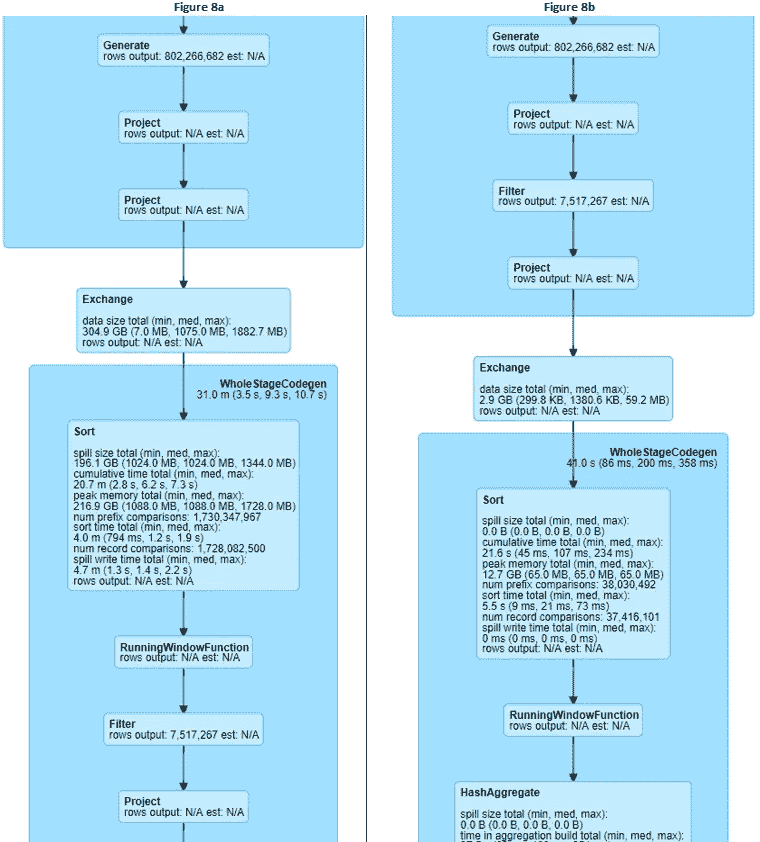 Figure 8a
Generate
rows output: 802,266,682 est: N/A
Project
rows output: N/A est: N/A
Project
rows output: N/A est: N/A
Exchange
data size total (min, med, max):
304.9 GB (7.0 MB, 1075.0 MB, 1882.7 MB)
rows output: N/A est: N/A
WholeStageCodegen
31.0 m (3.5 s, 9.3 s, 10.7 s)
Sort
spill size total (min, med, max):
196.1 GB (1024.0 MB, 1024.0 MB, 1344.0 MB)
cumulative time total (min, med, max):
20.7 m (2.8 s, 6.2 s, 7.3 s)
peak memory total (min, med, max):
216.9 GB (1088.0 MB, 1088.0 MB, 1728.0 MB)
num prefix comparisons: 1,730,347,967
sort time total (min, med, max):
4.0 m (794 ms, 1.2 s, 1.9 s)
num record comparisons: 1,728,082,500
spill write time total (min, med, max):
4.7 m (1.3 s, 1.4 s, 2.2 s)
rows output: N/A est: N/A
RunningWindowFunction
rows output: N/A est: N/A
Filter
rows output: 7,517,267 est: N/A
Project
rows output: N/A est: N/A
Figure 8b
Generate
rows output: 802,266,682 est: N/A
Project
rows output: N/A est: N/A
Filter
rows output: 7,517,267 est: N/A
Project
rows output: N/A est: N/A
Exchange
data size total (min, med, max):
2.9 GB (299.8 KB, 1380.6 KB, 59.2 MB)
rows output: N/A est: N/A
WholeStageCodegen
41.0 s (86 ms, 200 ms, 358 ms)
Sort
spill size total (min, med, max):
0.0 B (0.0 B, 0.0 B, 0.0 B)
cumulative time total (min, med, max):
21.6 s (45 ms, 107 ms, 234 ms)
peak memory total (min, med, max):
12.7 GB (65.0 MB, 65.0 MB, 65.0 MB)
num prefix comparisons: 38,030,492
sort time total (min, med, max):
5.5 s (9 ms, 21 ms, 73 ms)
num record comparisons: 37,416,101
spill write time total (min, med, max):
0 ms (0 ms, 0 ms, 0 ms)
rows output: N/A est: N/A
RunningWindowFunction
rows output: N/A est: N/A
HashAggregate
spill size total (min, med, max):
0.0 B (0.0 B, 0.0 B, 0.0 B)
time in aggregation build total (min, med, max):